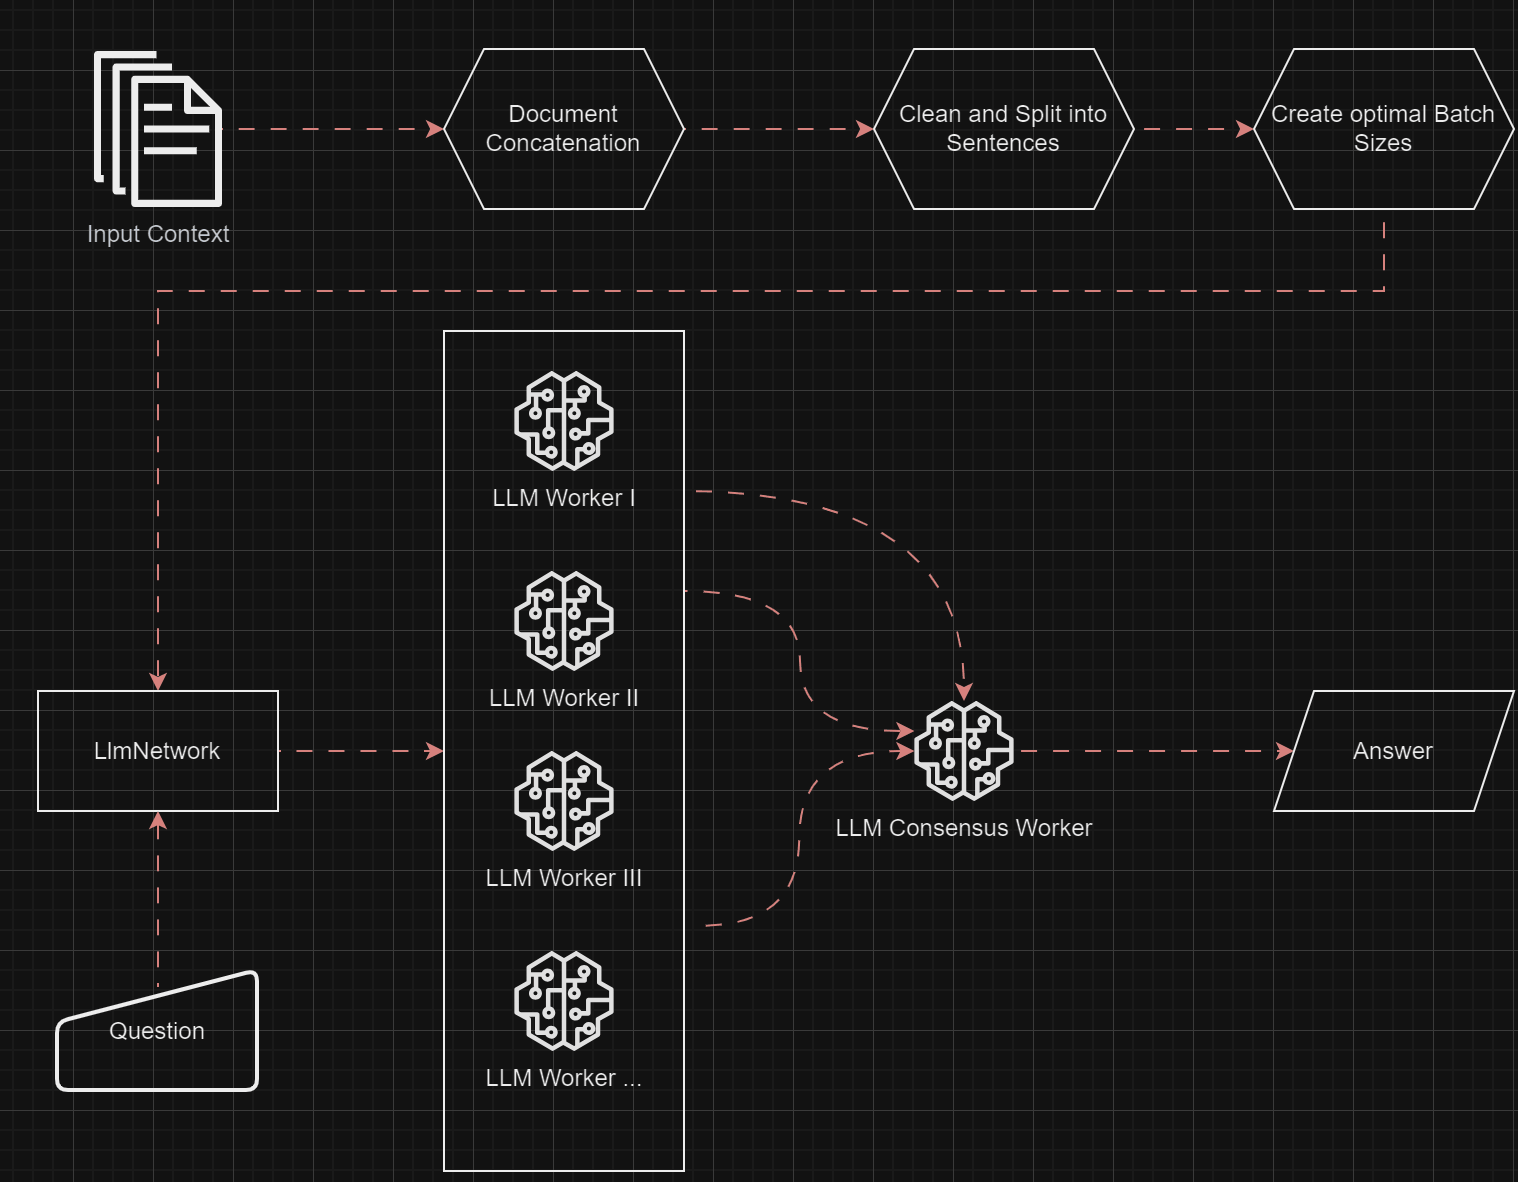 Document
Concatenation
Clean and Split into
Sentences
Create optimal Batch
Sizes
Input Context
LLM Worker I
LLM Worker II
LlmNetwork
LLM Worker III
LLM Consensus Worker
Answer
Question
LLM Worker ...